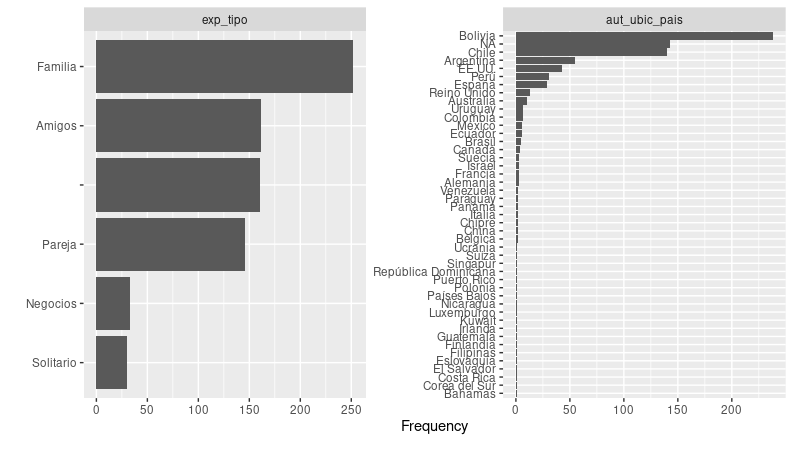 exp_tipo
Familia
Amigos
Pareja
Negocios
Solitario
0 50 100 150 200 250
aut_ubic_pais
Bolivia
NA
Chile
Argentina
EE.UU.
Perú
España
Reino Unido
Australia
Uruguay
Colombia
México
Ecuador
Brasil
Canadá
Suecia
Israel
Francia
Alemania
Venezuela
Paraguay
Panamá
Italia
Chipre
China
Bélgica
Ucrania
Suiza
Singapur
República Dominicana
Puerto Rico
Polonia
Países Bajos
Nicaragua
Luxemburgo
Kuwait
Irlanda
Guatemala
Finlandia
Filipinas
Eslovaquia
El Salvador
Costa Rica
Corea del Sur
Bahamas
0 50 100 150 200
Frequency